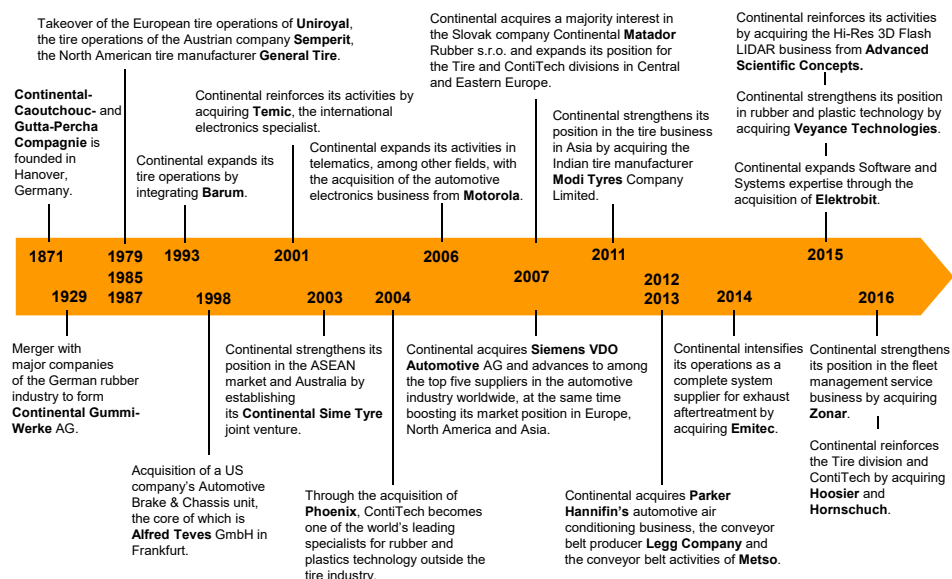 Takeover of the European tire operations of Uniroyal,
the tire operations of the Austrian company Semperit,
the North American tire manufacturer General Tire.
Continental acquires a majority interest in
the Slovak company Continental Matador
Rubber s.r.o. and expands its position for
the Tire and ContiTech divisions in Central
and Eastern Europe.
Continental reinforces its activities
by acquiring the Hi-Res 3D Flash
LIDAR business from Advanced
Scientific Concepts.
Continental-
Caoutchouc- and
Gutta-Percha
Compagnie is
founded in
Hanover,
Germany.
Continental reinforces its activities by
acquiring Temic, the international
electronics specialist.
Continental expands its
tire operations by
integrating Barum.
Continental expands its activities in
telematics, among other fields, with
the acquisition of the automotive
electronics business from Motorola.
Continental strengthens its
position in the tire business
in Asia by acquiring the
Indian tire manufacturer
Modi Tyres Company
Limited.
Continental strengthens its position
in rubber and plastic technology by
acquiring Veyance Technologies.
Continental expands Software and
Systems expertise through the
acquisition of Elektrobit.
1871 1979 1993 2001 2006 2011 2015
1985 2007 2012
1929 1987 1998 2003 2004 2013 2014 2016
Merger with
major companies
of the German rubber
industry to form
Continental Gummi-
Werke AG.
Continental strengthens its
position in the ASEAN
market and Australia by
establishing
its Continental Sime Tyre
joint venture.
Continental acquires Siemens VDO
Automotive AG and advances to among
the top five suppliers in the automotive
industry worldwide, at the same time
boosting its market position in Europe,
North America and Asia.
Continental intensifies
its operations as a
complete system
supplier for exhaust
aftertreatment by
acquiring Emitec.
Continental strengthens
its position in the fleet
management service
business by acquiring
Zonar.
Continental reinforces
the Tire division and
ContiTech by acquiring
Hoosier and
Hornschuch.
Acquisition of a US
company's Automotive
Brake & Chassis unit,
the core of which is
Alfred Teves GmbH in
Frankfurt.
Through the acquisition of
Phoenix, ContiTech becomes
one of the world's leading
specialists for rubber and
plastics technology outside the
tire industry.
Continental acquires Parker
Hannifin's automotive air
conditioning business, the conveyor
belt producer Legg Company and
the conveyor belt activities of Metso.